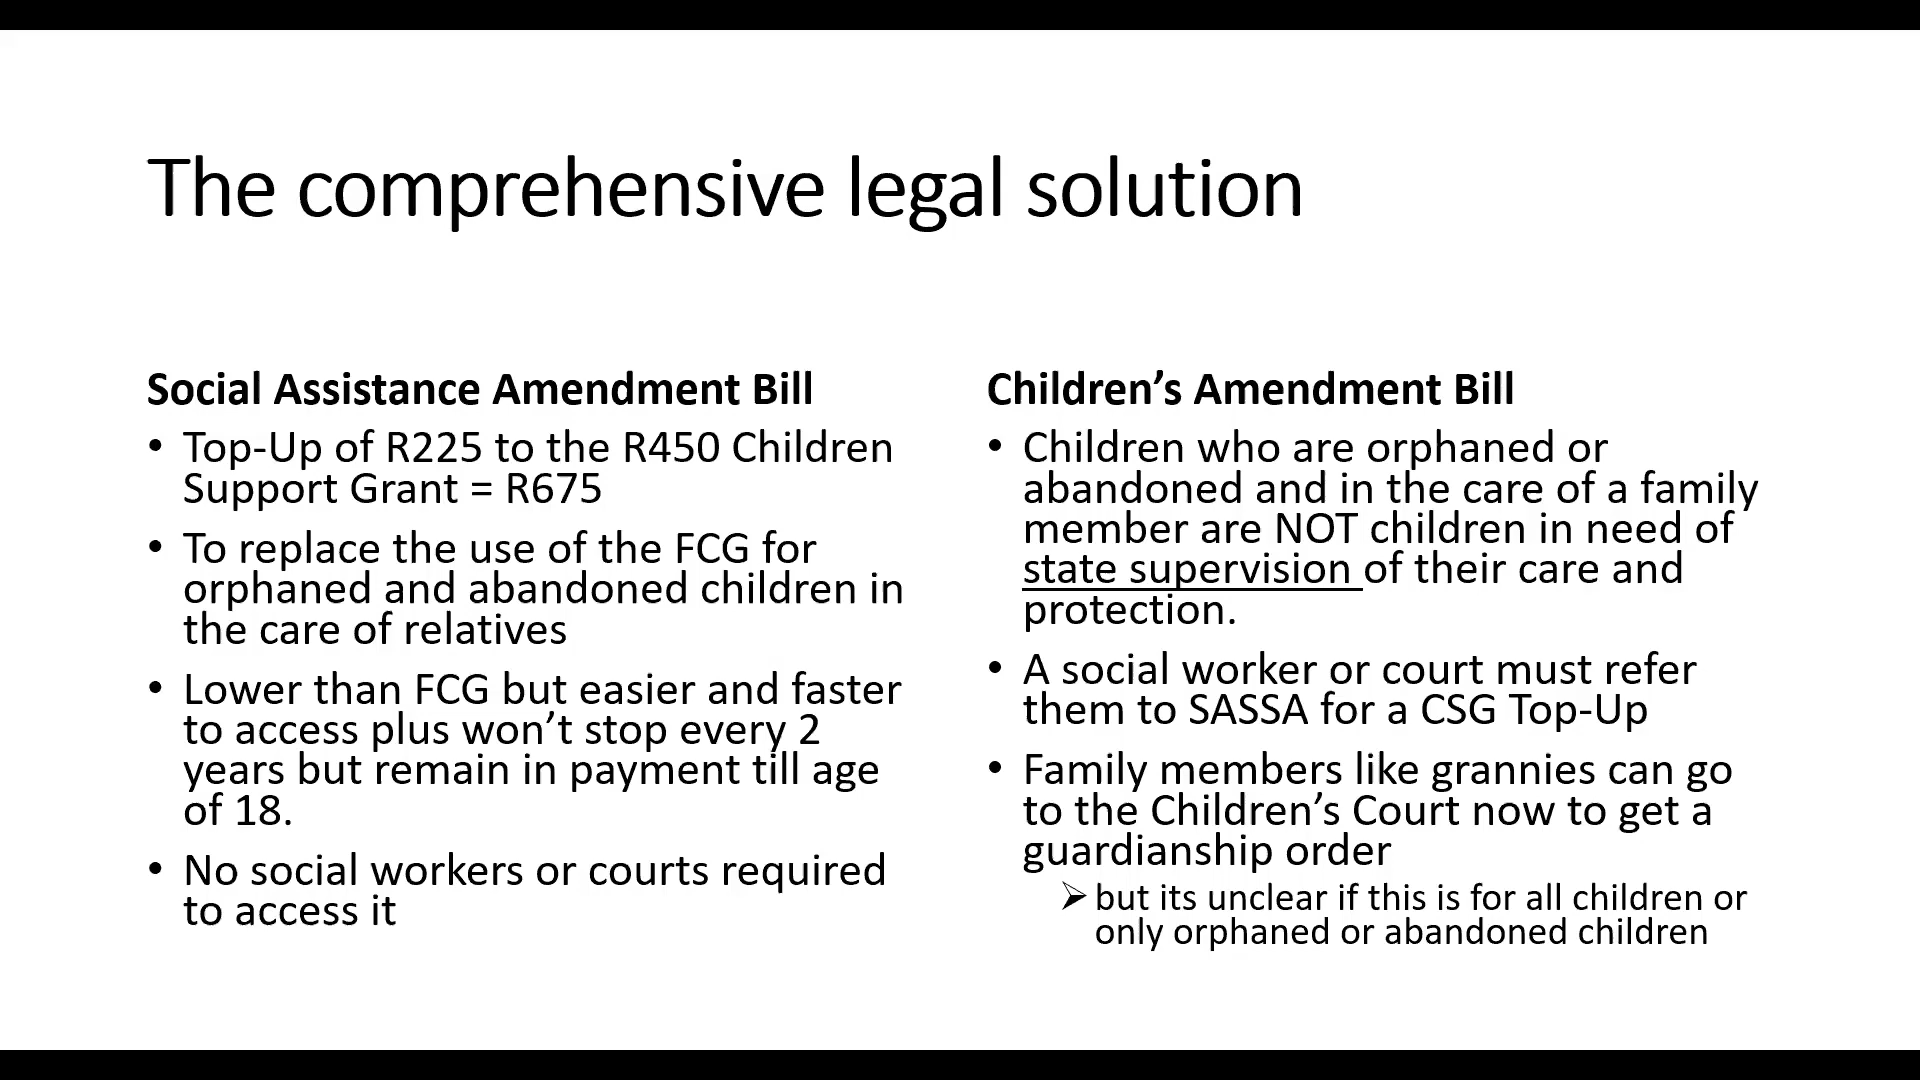 The comprehensive legal solution
Social Assistance Amendment Bill
• Top-Up of R225 to the R450 Children
Support Grant = R675
• To replace the use of the FCG for
orphaned and abandoned children in
the care of relatives
• Lower than FCG but easier and faster
to access plus won’t stop every 2
years but remain in payment till age
of 18.
• No social workers or courts required
to access it
Children’s Amendment Bill
• Children who are orphaned or
abandoned and in the care of a family
member are NOT children in need of
state supervision of their care and
protection.
• A social worker or court must refer
them to SASSA for a CSG Top-Up
• Family members like grannies can go
to the Children’s Court now to get a
guardianship order
➢ but its unclear if this is for all children or
only orphaned or abandoned children